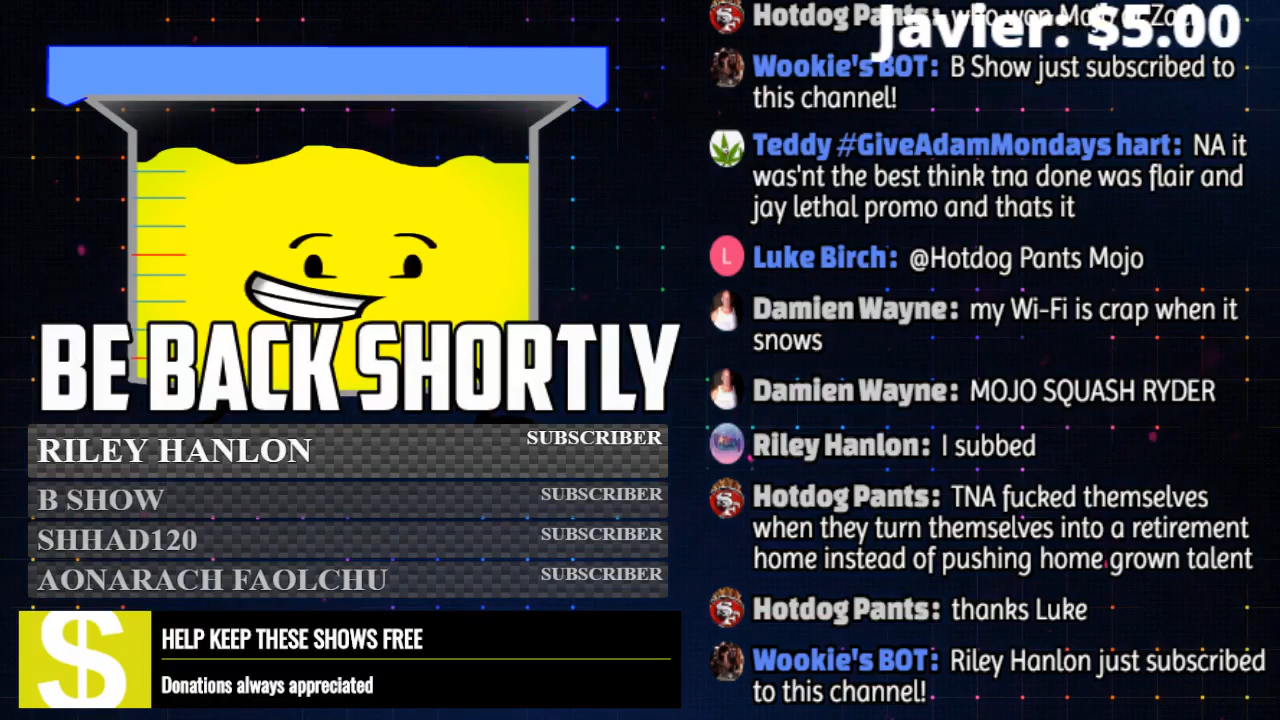 BE BACK SHORTLY
RILEY HANLON SUBSCRIBER
B SHOW SUBSCRIBER
SHHAD120 SUBSCRIBER
AONARACH FAOLCHU SUBSCRIBER
$
HELP KEEP THESE SHOWS FREE
Donations always appreciated
Javier: $5.00
Hotdog Pants: who won Mojo or
Wookie's BOT: B Show just subscribed to
this channel!
Teddy #GiveAdamMondays hart: NA it
was'nt the best think tna done was flair and
jay lethal promo and thats it
L Luke Birch: @Hotdog Pants Mojo
Damien Wayne: my Wi-Fi is crap when it
snows
Damien Wayne: MOJO SQUASH RYDER
Riley Hanlon: I subbed
Hotdog Pants: TNA fucked themselves
when they turn themselves into a retirement
home instead of pushing home grown talent
Hotdog Pants: thanks Luke
Wookie's BOT: Riley Hanlon just subscribed
to this channel!